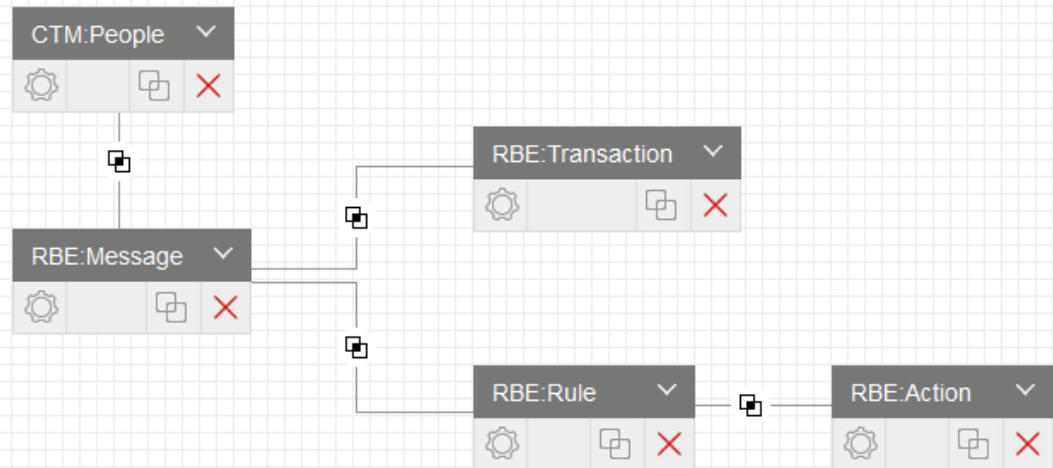 CTM:People
RBE:Transaction
RBE:Message
RBE:Rule
RBE:Action